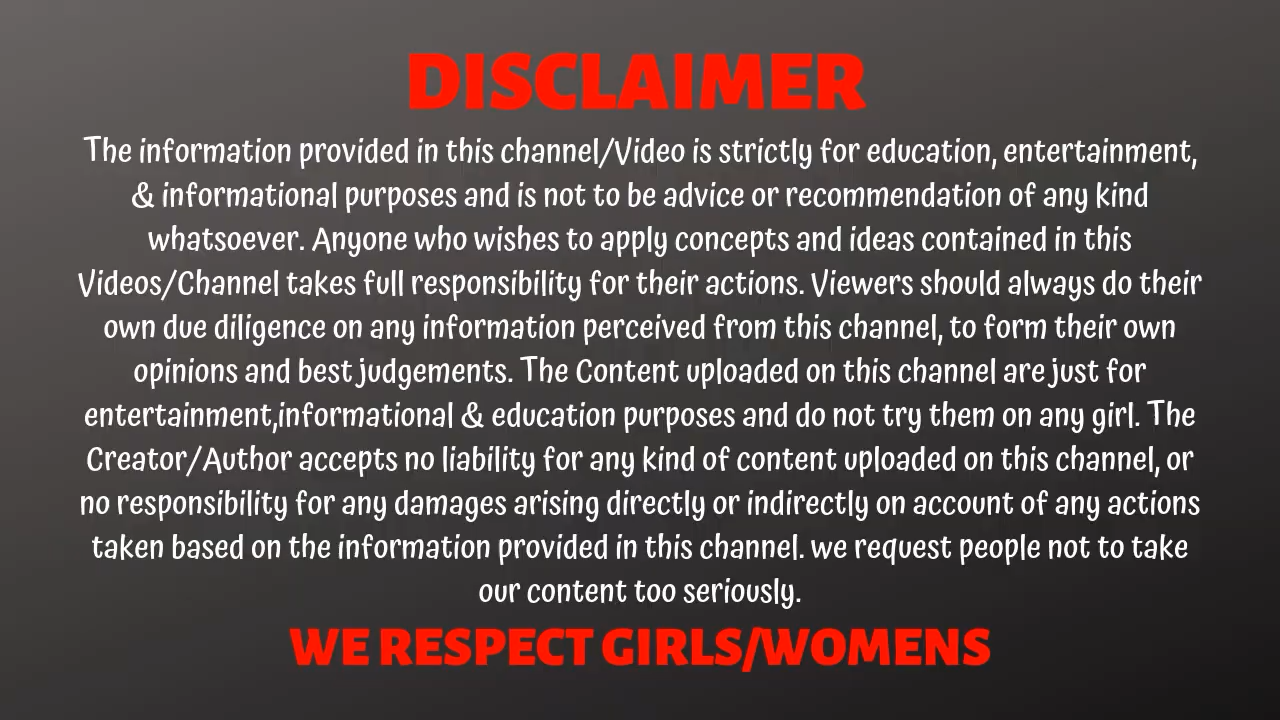 DISCLAIMER
The information provided in this channel/Video is strictly for education, entertainment,
& informational purposes and is not to be advice or recommendation of any kind
whatsoever. Anyone who wishes to apply concepts and ideas contained in this
Videos/Channel takes full responsibility for their actions. Viewers should always do their
own due diligence on any information perceived from this channel, to form their own
opinions and best judgements. The Content uploaded on this channel are just for
entertainment,informational & education purposes and do not try them on any girl. The
Creator/Author accepts no liability for any kind of content uploaded on this channel, or
no responsibility for any damages arising directly or indirectly on account of any actions
taken based on the information provided in this channel. we request people not to take
our content too seriously.
WE RESPECT GIRLS/WOMENS